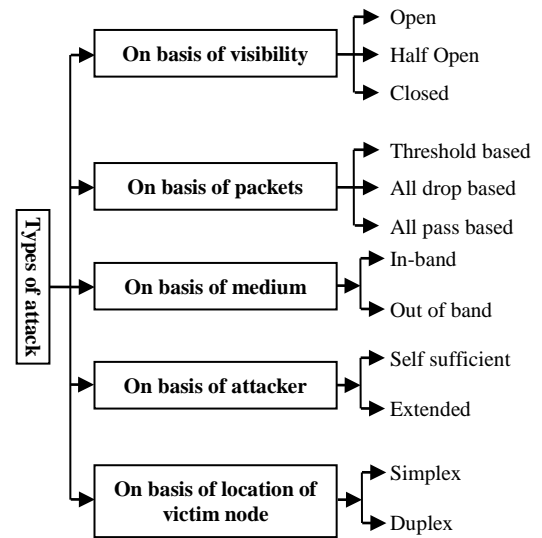 Types of attack
On basis of visibility
Open
Half Open
Closed
On basis of packets
Threshold based
All drop based
All pass based
On basis of medium
In-band
Out of band
On basis of attacker
Self sufficient
Extended
On basis of location of
victim node
Simplex
Duplex